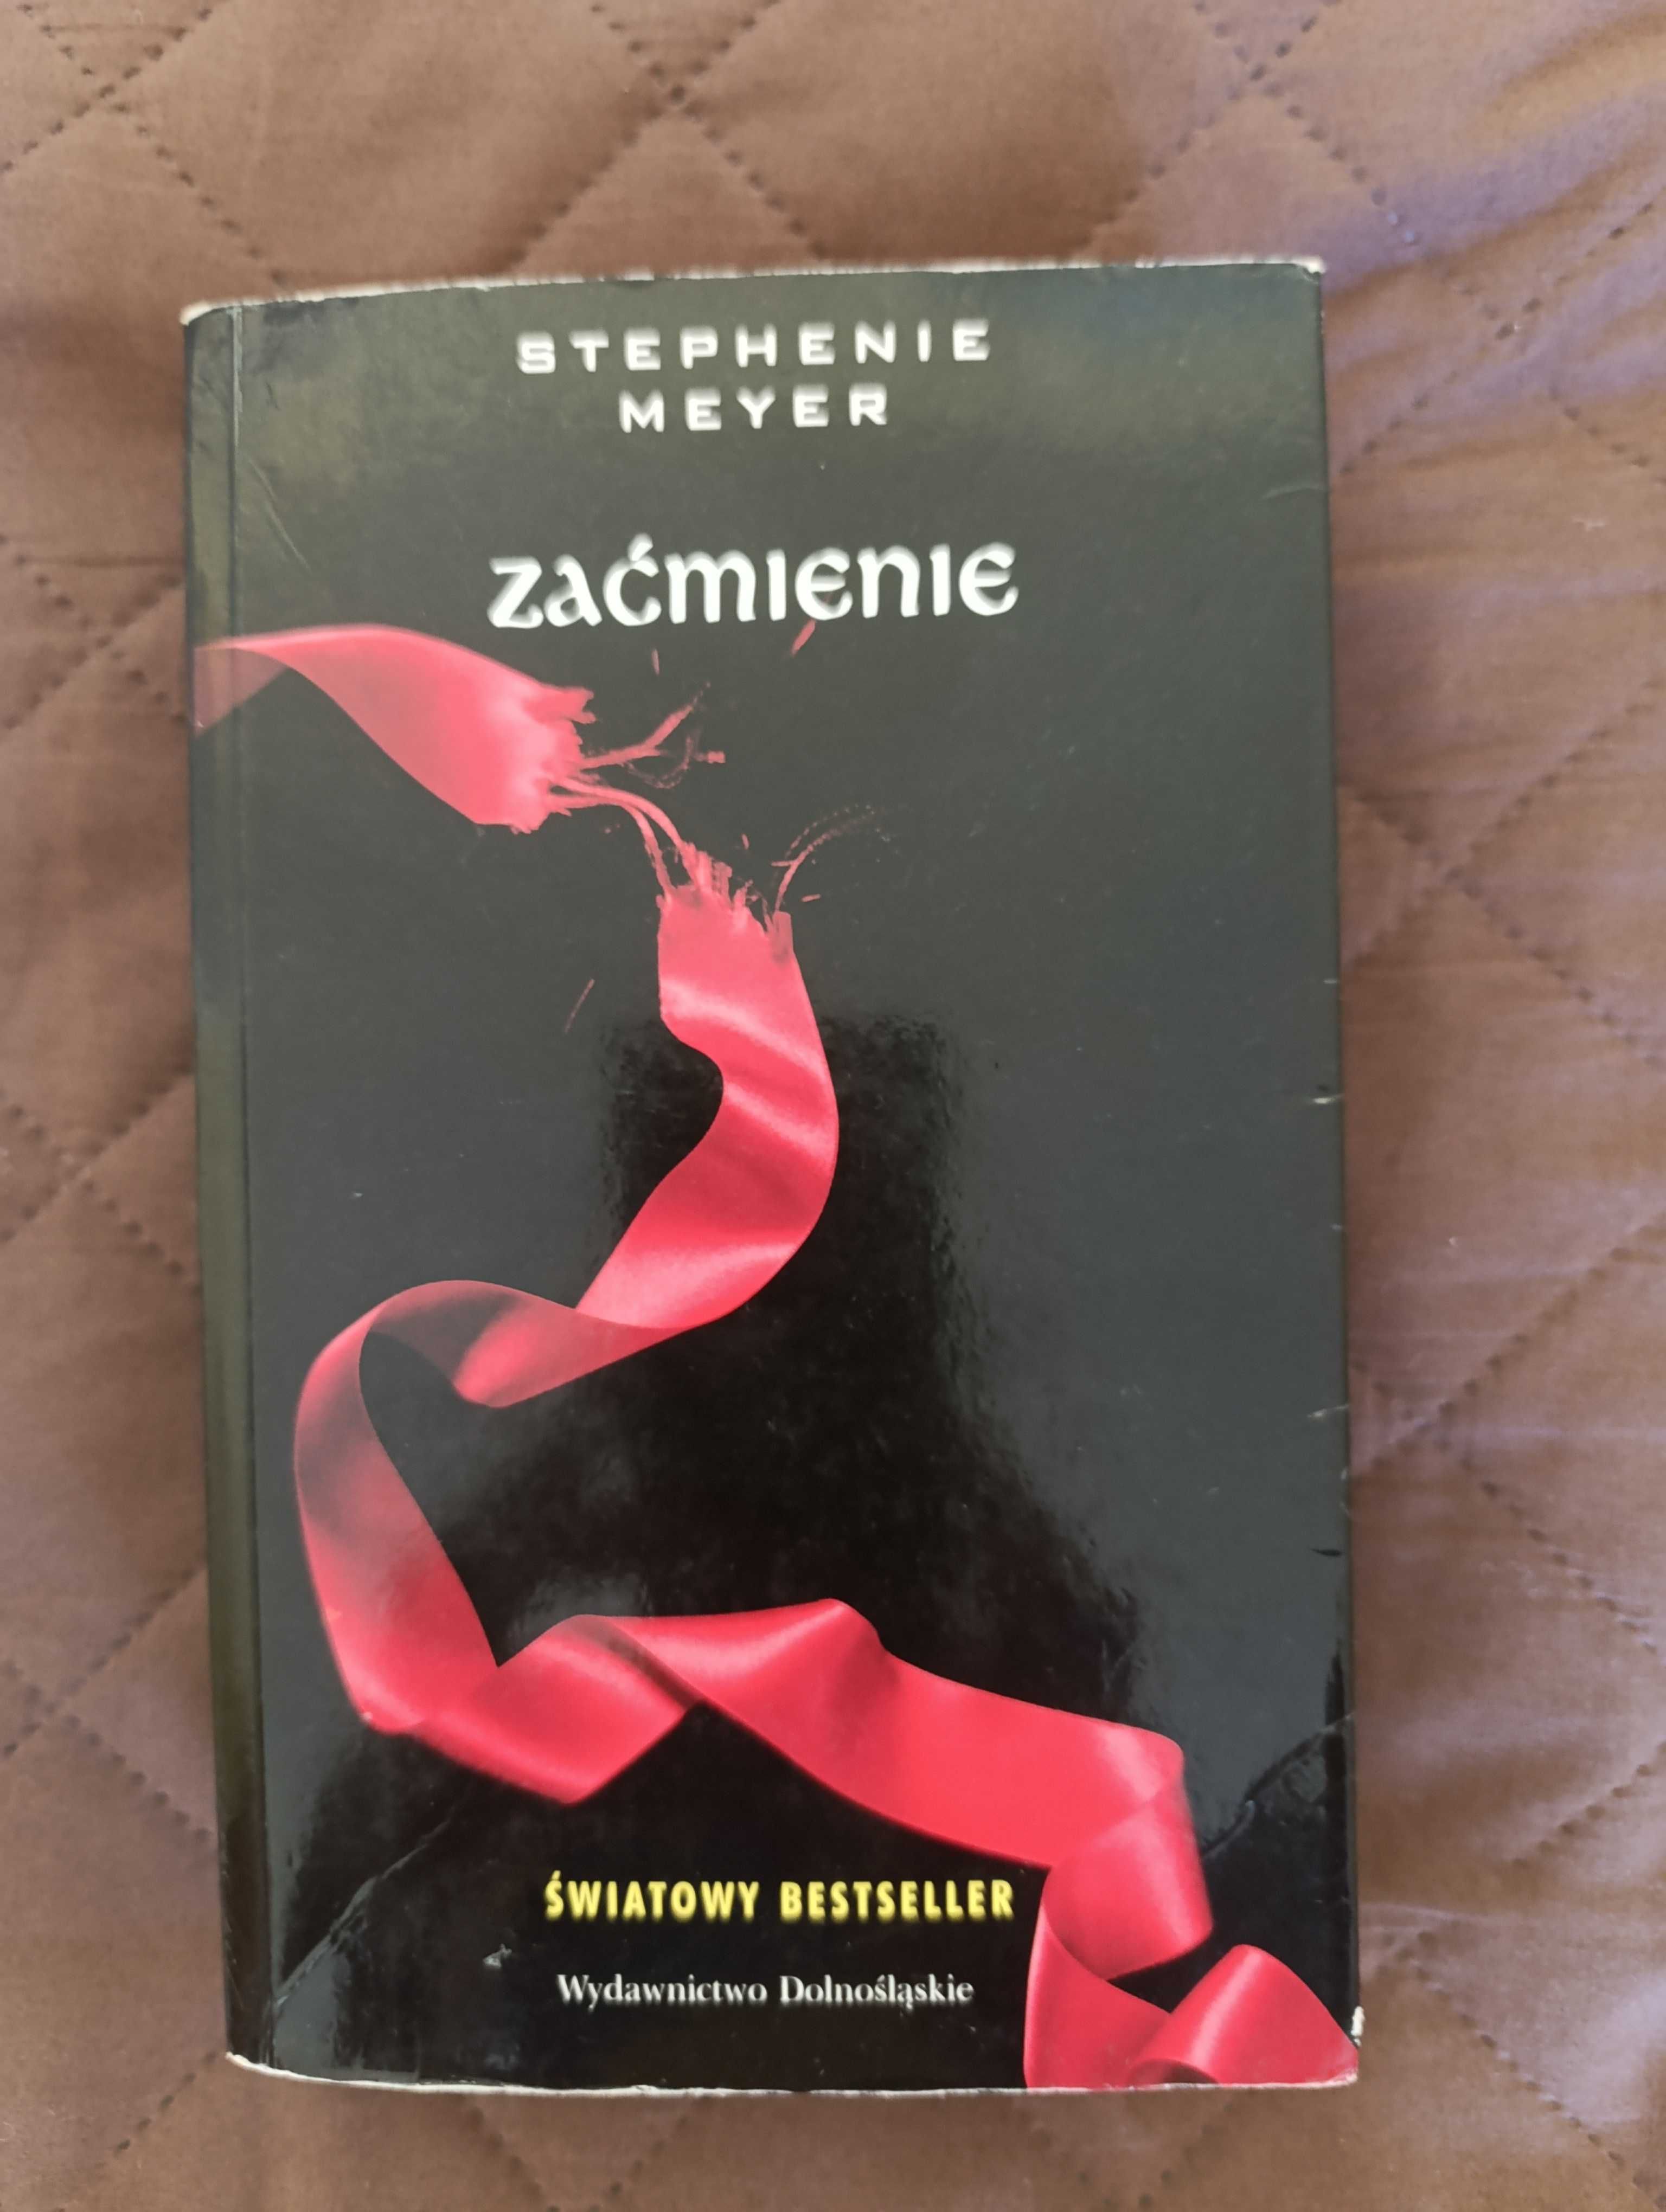 STEPHENIE
MEYER
zaćmienie
ŚWIATOWY BESTSELLER
Wydawnictwo Dolnośląskie